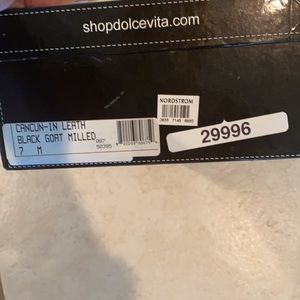 shopdolcevita.com
NORDSTROM
CANCUN-IN LEATH
BLACK GOAT MILLED
7 M
29996